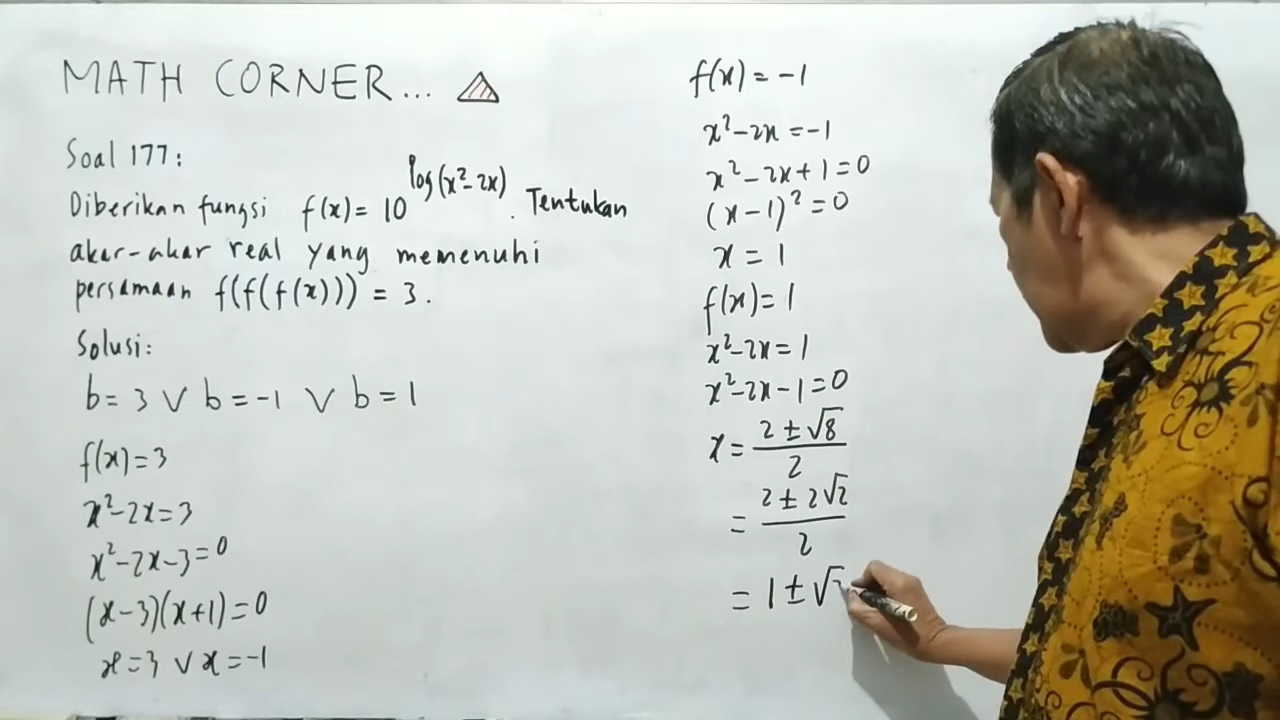 MATH CORNER...
Soal 177:
Diberikan fungsi f(x) = 10^log(x²-2x). Tentukan
akar-akar real yang memenuhi
persamaan f(f(f(x))) = 3.
Solusi:
b = 3 ∨ b = -1 ∨ b = 1
f(x) = 3
x²-2x = 3
x²-2x-3 = 0
(x-3)(x+1) = 0
x = 3 ∨ x = -1
f(x) = -1
x²-2x = -1
x²-2x+1 = 0
(x-1)² = 0
x = 1
f(x) = 1
x²-2x = 1
x²-2x-1 = 0
x = (2 ± √8)/2
= (2 ± 2√2)/2
= 1 ± √